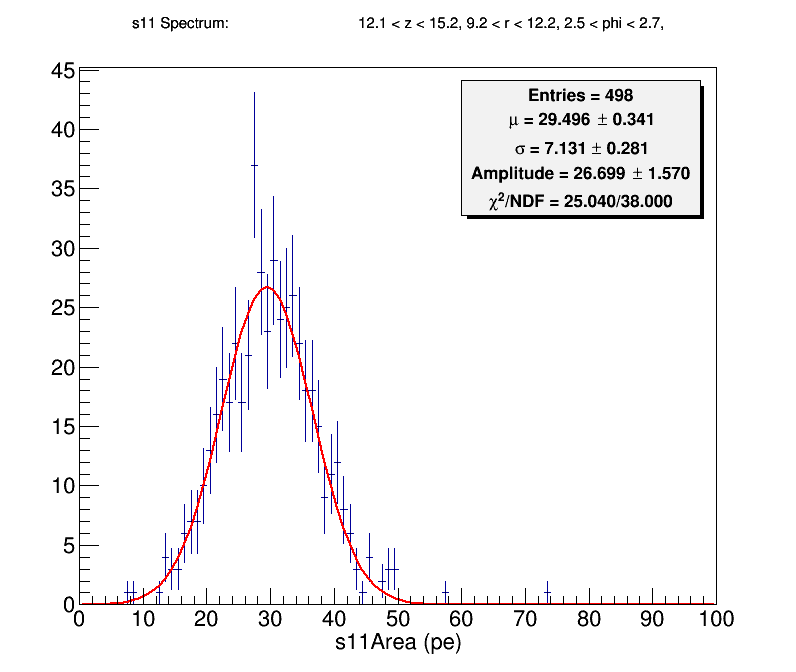 s11 Spectrum: 12.1 < z < 15.2, 9.2 < r < 12.2, 2.5 < phi < 2.7,
Entries = 498
μ = 29.496 ± 0.341
σ = 7.131 ± 0.281
Amplitude = 26.699 ± 1.570
χ²/NDF = 25.040/38.000
45
40
35
30
25
20
15
10
5
0
0 10 20 30 40 50 60 70 80 90 100
s11Area (pe)